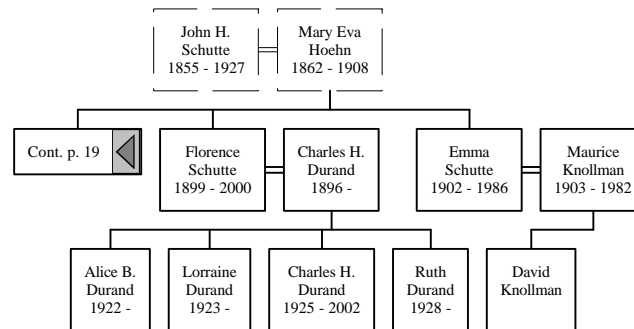 John H.
Schutte
1855 - 1927
Mary Eva
Hoehn
1862 - 1908
Cont. p. 19
Florence
Schutte
1899 - 2000
Charles H.
Durand
1896 -
Emma
Schutte
1902 - 1986
Maurice
Knollman
1903 - 1982
Alice B.
Durand
1922 -
Lorraine
Durand
1923 -
Charles H.
Durand
1925 - 2002
Ruth
Durand
1928 -
David
Knollman